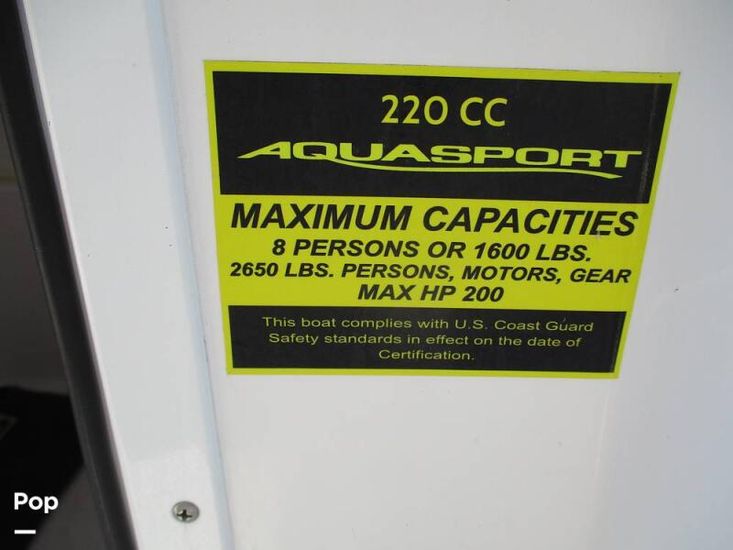 220 CC
AQUASPORT
MAXIMUM CAPACITIES
8 PERSONS OR 1600 LBS.
2650 LBS. PERSONS, MOTORS, GEAR
MAX HP 200
This boat complies with U.S. Coast Guard
Safety standards in effect on the date of
Certification.
Pop